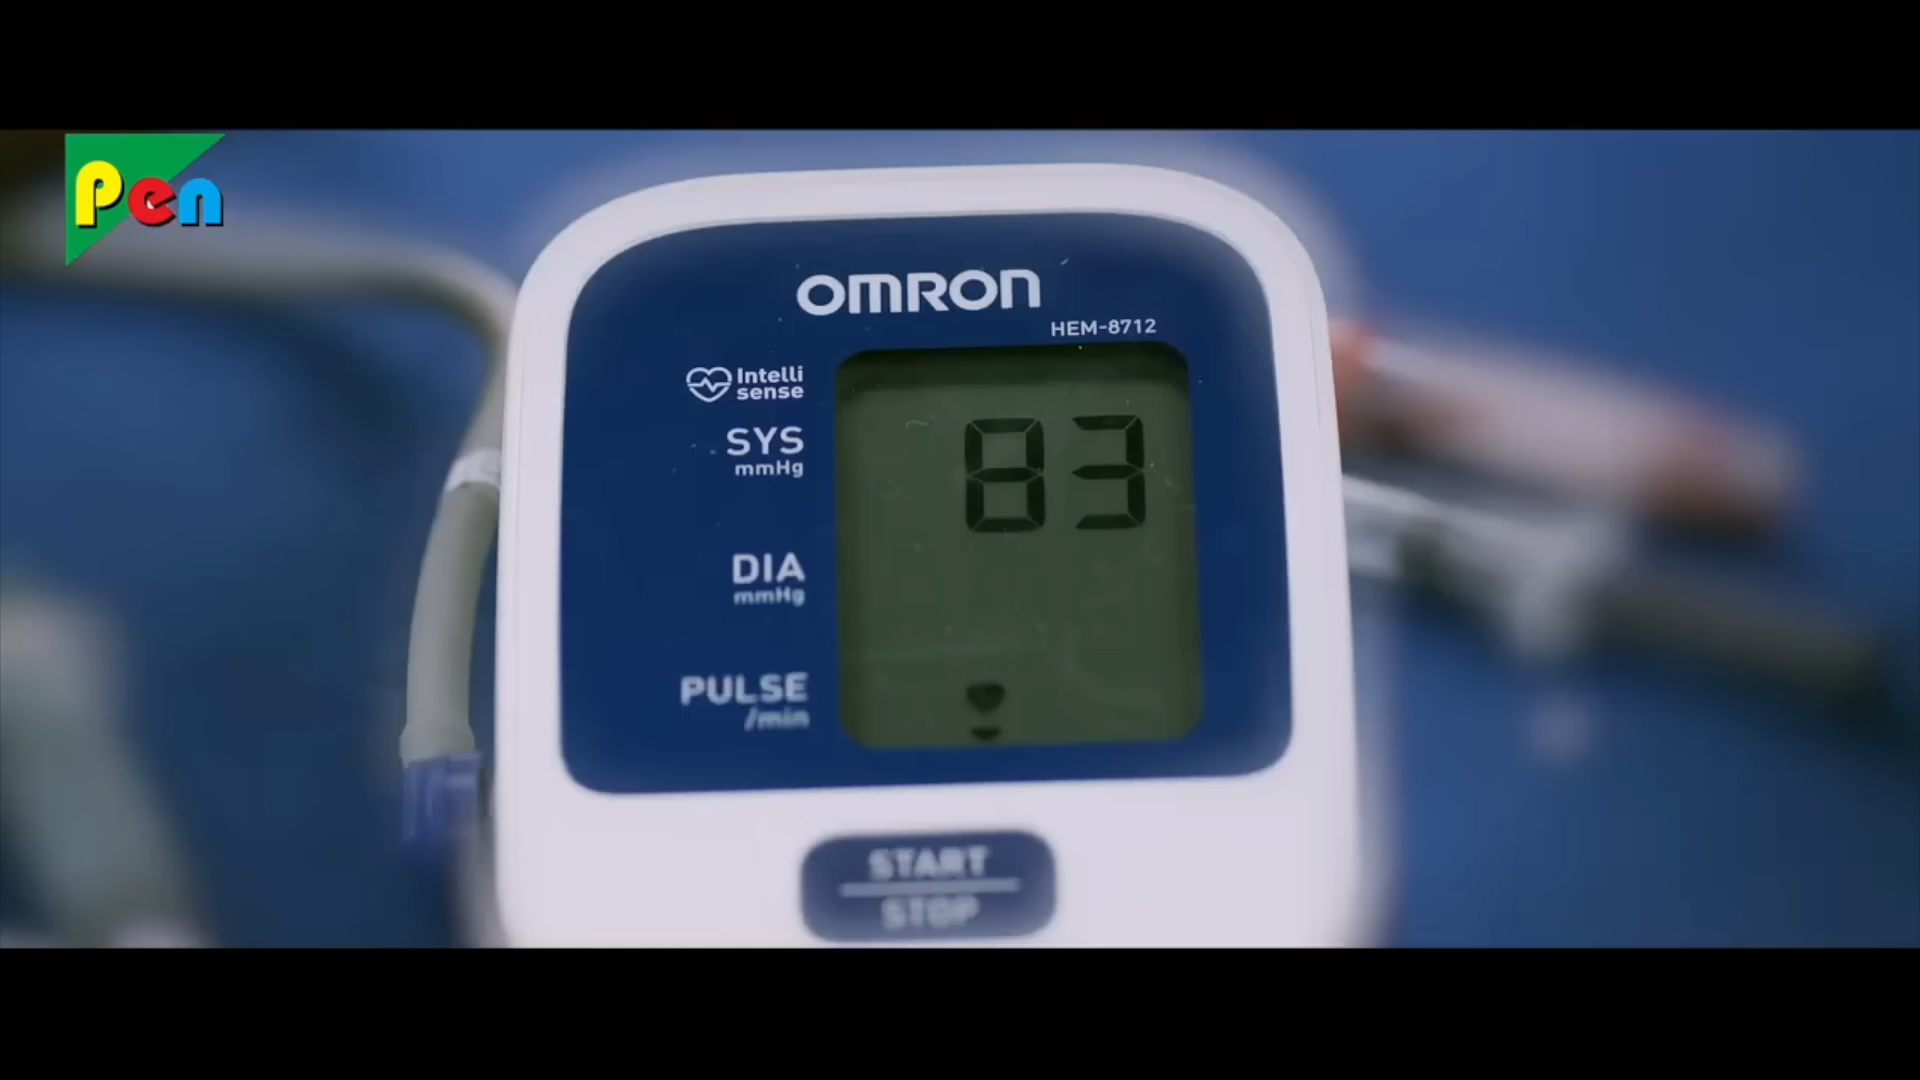 Pen
OMRON
HEM-8712
Intelli
sense
SYS
mmHg
83
DIA
mmHg
PULSE
/min
START
STOP